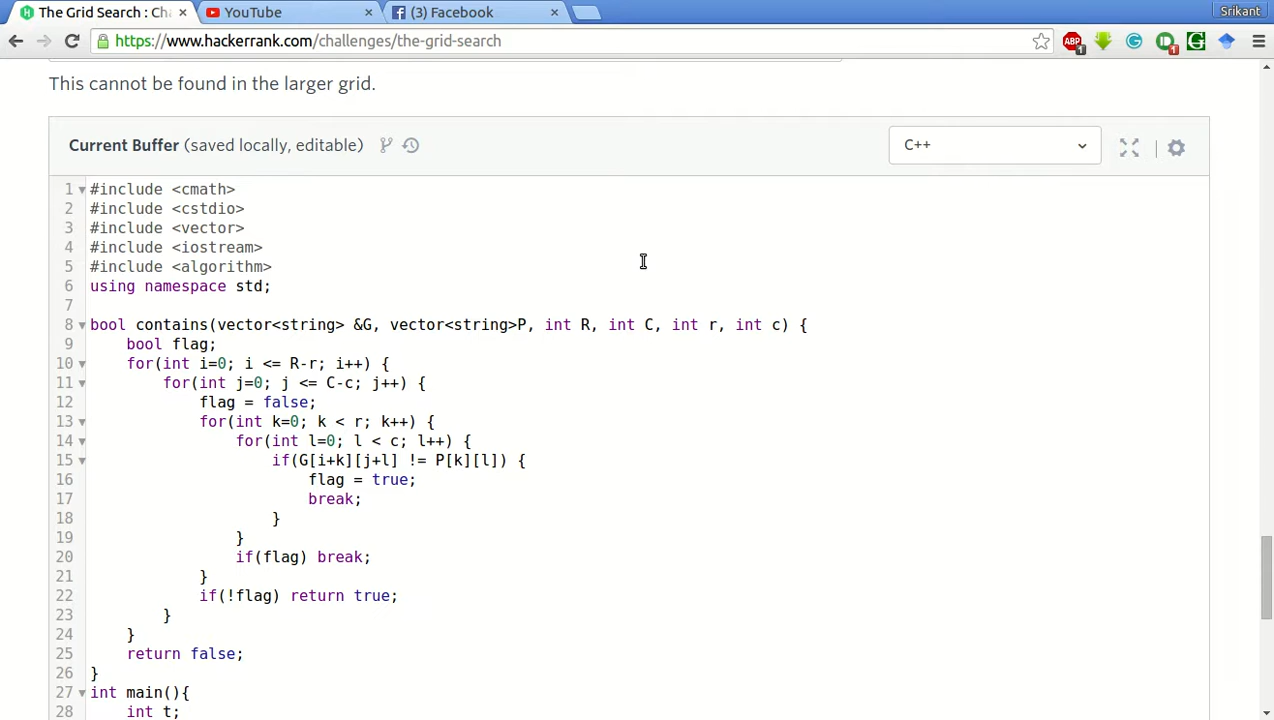 The Grid Search : Cha
YouTube
(3) Facebook
Srikant
https://www.hackerrank.com/challenges/the-grid-search
ABP
1
1
This cannot be found in the larger grid.
Current Buffer (saved locally, editable)
C++
1 #include <cmath>
2 #include <cstdio>
3 #include <vector>
4 #include <iostream>
5 #include <algorithm>
6 using namespace std;
7
8 bool contains(vector<string> &G, vector<string>P, int R, int C, int r, int c) {
9     bool flag;
10     for(int i=0; i <= R-r; i++) {
11         for(int j=0; j <= C-c; j++) {
12             flag = false;
13             for(int k=0; k < r; k++) {
14                 for(int l=0; l < c; l++) {
15                     if(G[i+k][j+l] != P[k][l]) {
16                         flag = true;
17                         break;
18                     }
19                 }
20                 if(flag) break;
21             }
22             if(!flag) return true;
23         }
24     }
25     return false;
26 }
27 int main(){
28     int t;